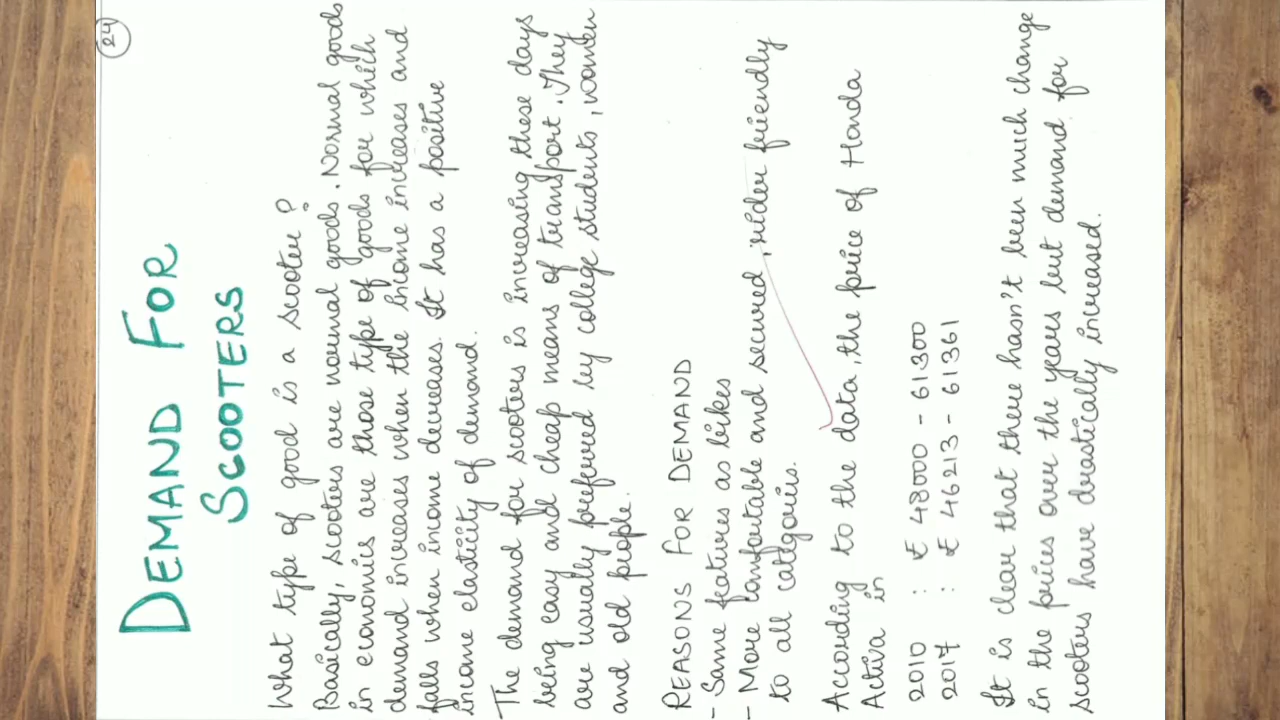 24
DEMAND FOR
SCOOTERS
What type of good is a scooter?
Basically, scooters are normal goods. Normal goods
in economics are those type of goods for which
demand increases when the income increases and
falls when income decreases. It has a positive
income elasticity of demand.
The demand for scooters is increasing these days
being easy and cheap means of transport. They
are usually preferred by college students, women
and old people.
REASONS FOR DEMAND
- Same features as bikes
- More comfortable and secured, rider friendly
to all categories.
According to the data, the price of Honda
Activa in
2010 : ₹ 48000 - 61300
2017 : ₹ 46213 - 61361
It is clear that there hasn't been much change
in the prices over the years but demand for
scooters have drastically increased.